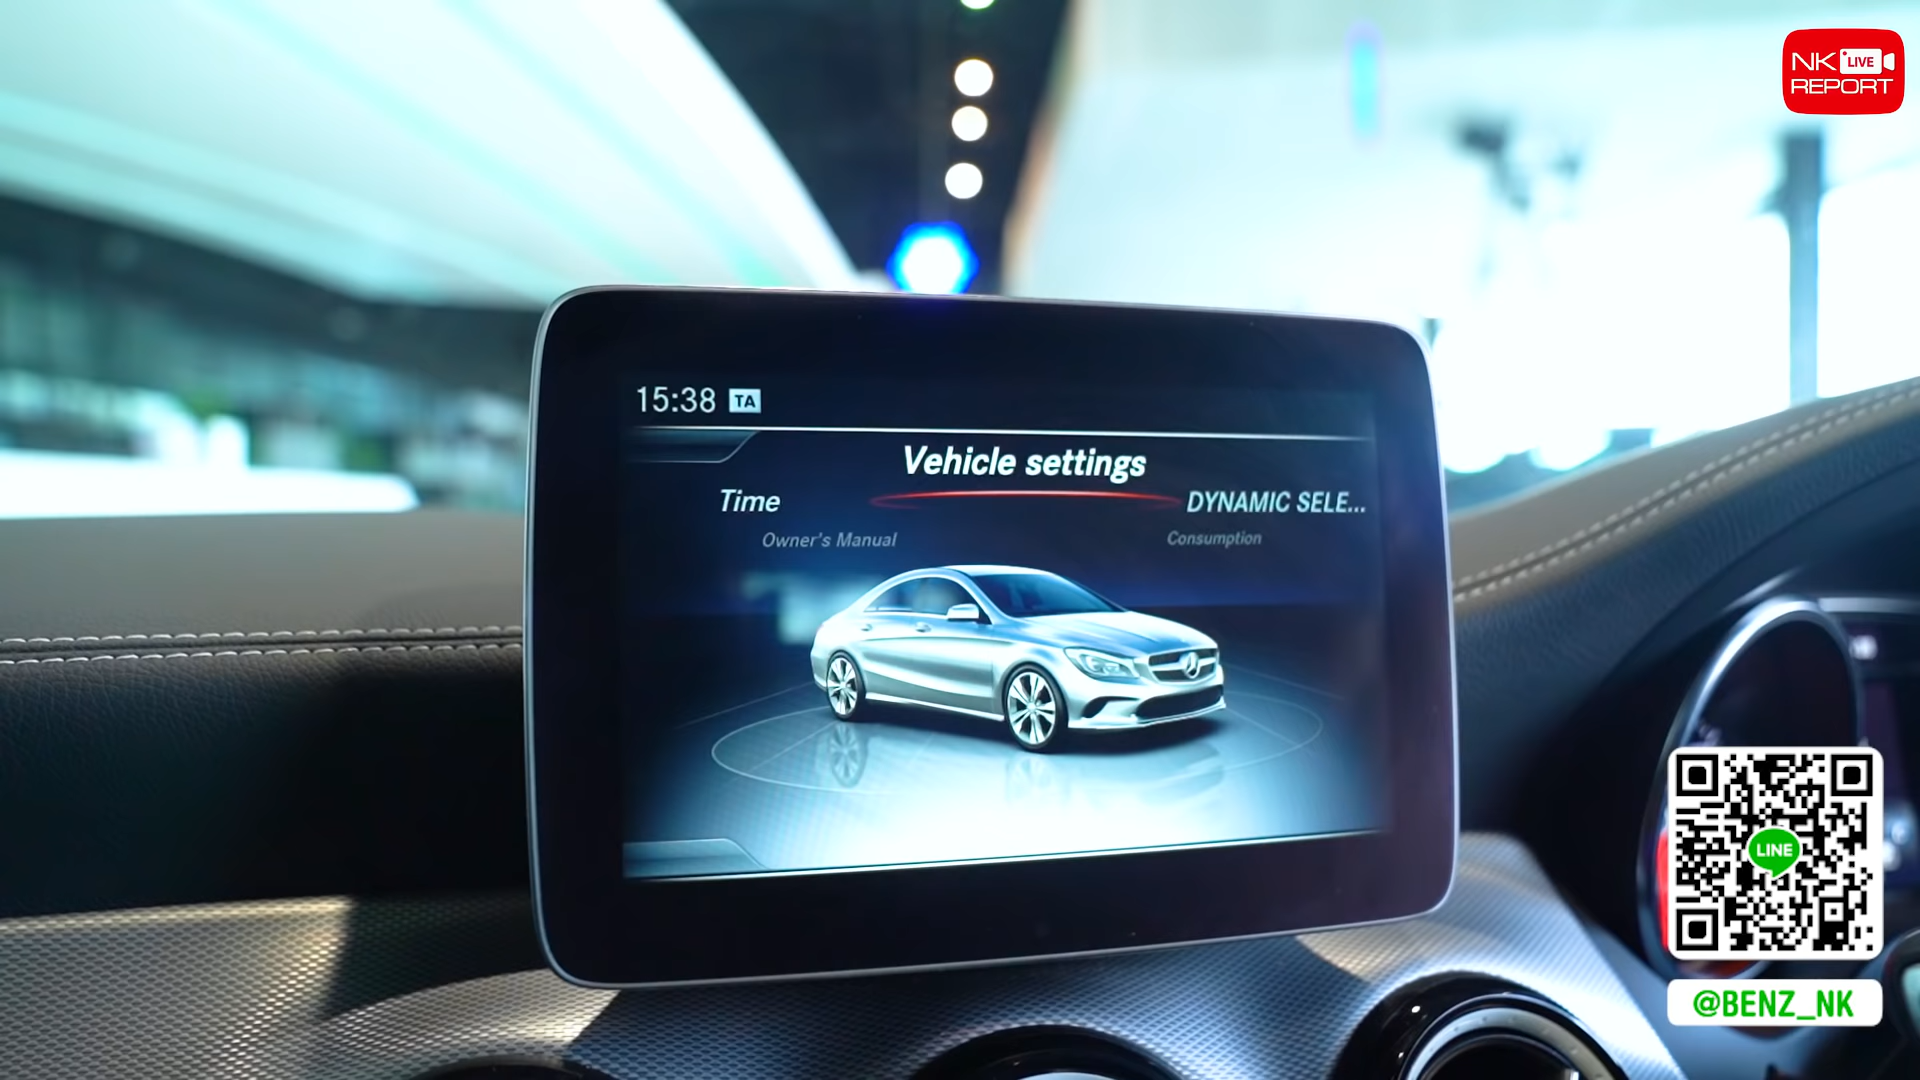 NK LIVE
REPORT
15:38 TA
Vehicle settings
Time
DYNAMIC SELE...
Owner's Manual
Consumption
LINE
@BENZ_NK